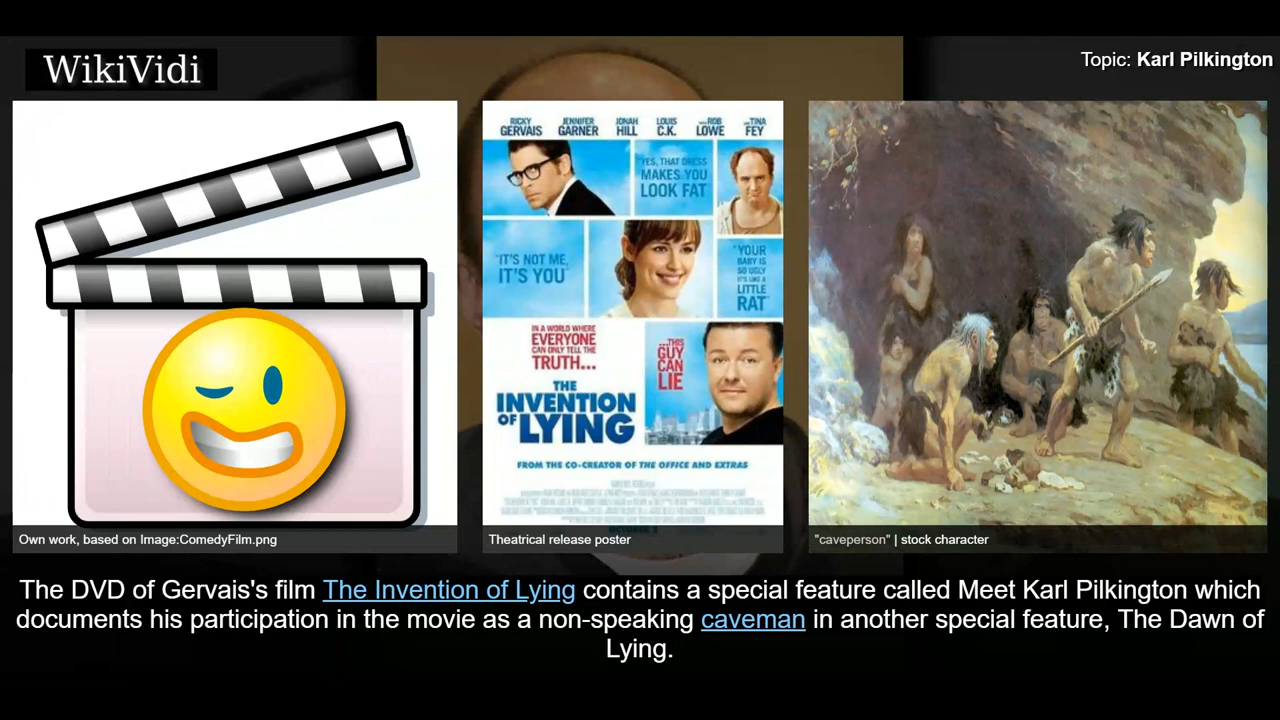 WikiVidi
Topic: Karl Pilkington
RICKY GERVAIS JENNIFER GARNER JONAH HILL LOUIS C.K. ROB LOWE TINA FEY
"YES, THAT DRESS
MAKES YOU
LOOK FAT
"IT'S NOT ME,
IT'S YOU"
"YOUR
BABY IS
SO UGLY
IT'S LIKE A
LITTLE
RAT"
IN A WORLD WHERE
EVERYONE
CAN ONLY TELL THE
TRUTH...
...THIS
GUY
CAN
LIE
THE
INVENTION
OF LYING
FROM THE CO-CREATOR OF THE OFFICE AND EXTRAS
Own work, based on Image:ComedyFilm.png
Theatrical release poster
"caveperson" | stock character
The DVD of Gervais's film The Invention of Lying contains a special feature called Meet Karl Pilkington which
documents his participation in the movie as a non-speaking caveman in another special feature, The Dawn of
Lying.